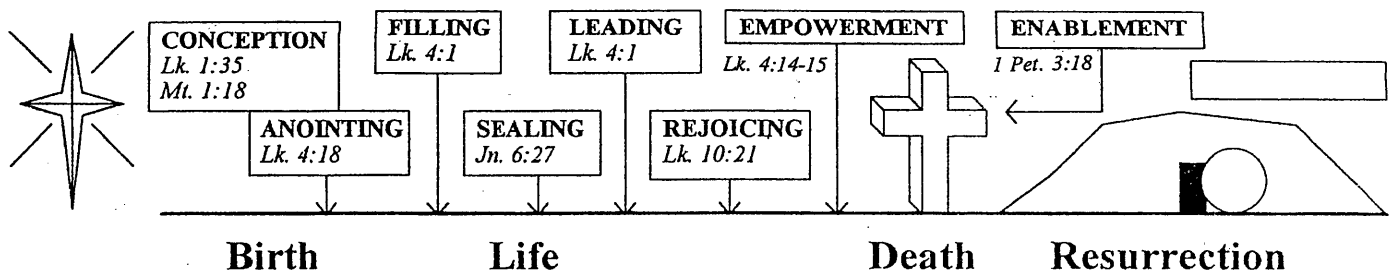 CONCEPTION
Lk. 1:35
Mt. 1:18
ANOINTING
Lk. 4:18
FILLING
Lk. 4:1
SEALING
Jn. 6:27
LEADING
Lk. 4:1
REJOICING
Lk. 10:21
EMPOWERMENT
Lk. 4:14-15
ENABLEMENT
1 Pet. 3:18
Birth
Life
Death
Resurrection